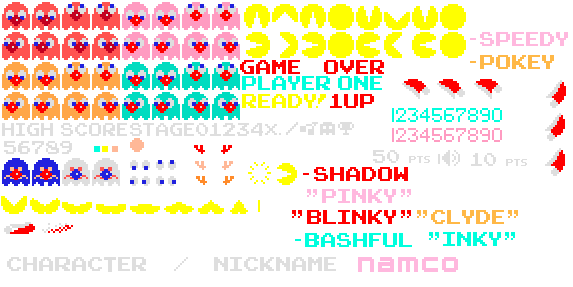 -SPEEDY
-POKEY
GAME OVER
PLAYER ONE
READY! 1UP
1234567890
1234567890
HIGH SCORESTAGE01234X./-
56789
50 PTS 10 PTS
-SHADOW
"PINKY"
"BLINKY" "CLYDE"
-BASHFUL "INKY"
CHARACTER / NICKNAME namco